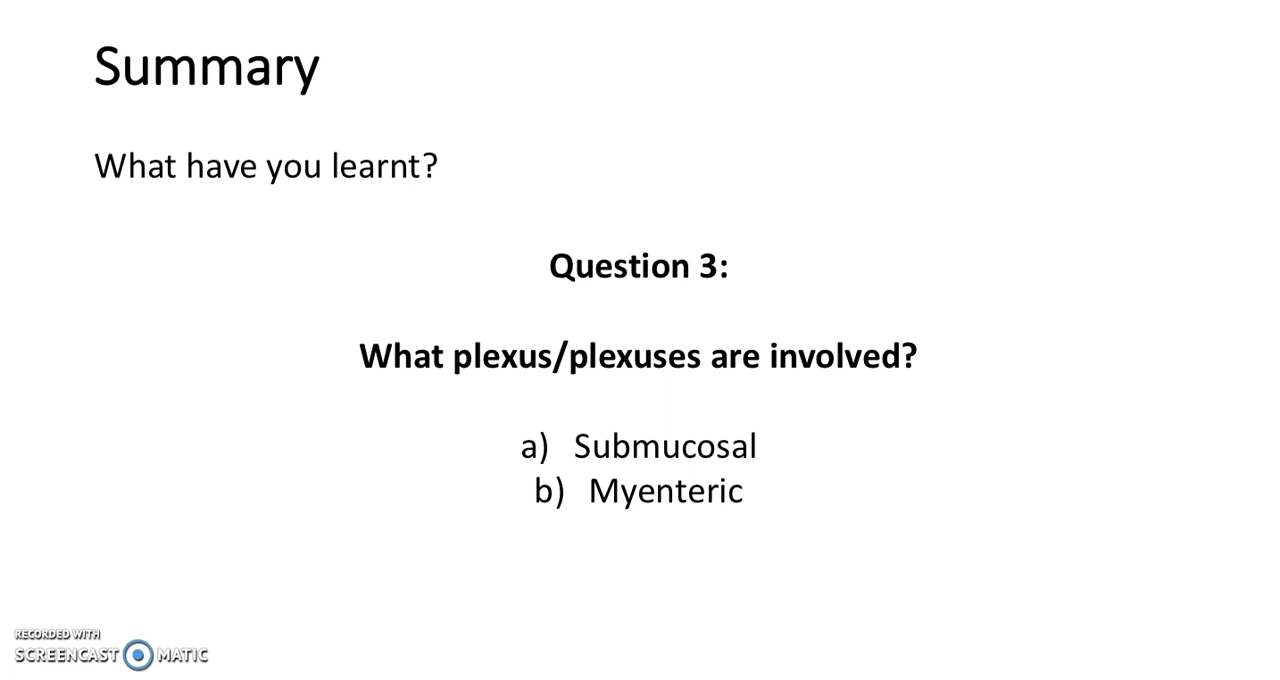 Summary
What have you learnt?
Question 3:
What plexus/plexuses are involved?
a) Submucosal
b) Myenteric
RECORDED WITH
SCREENCAST MATIC